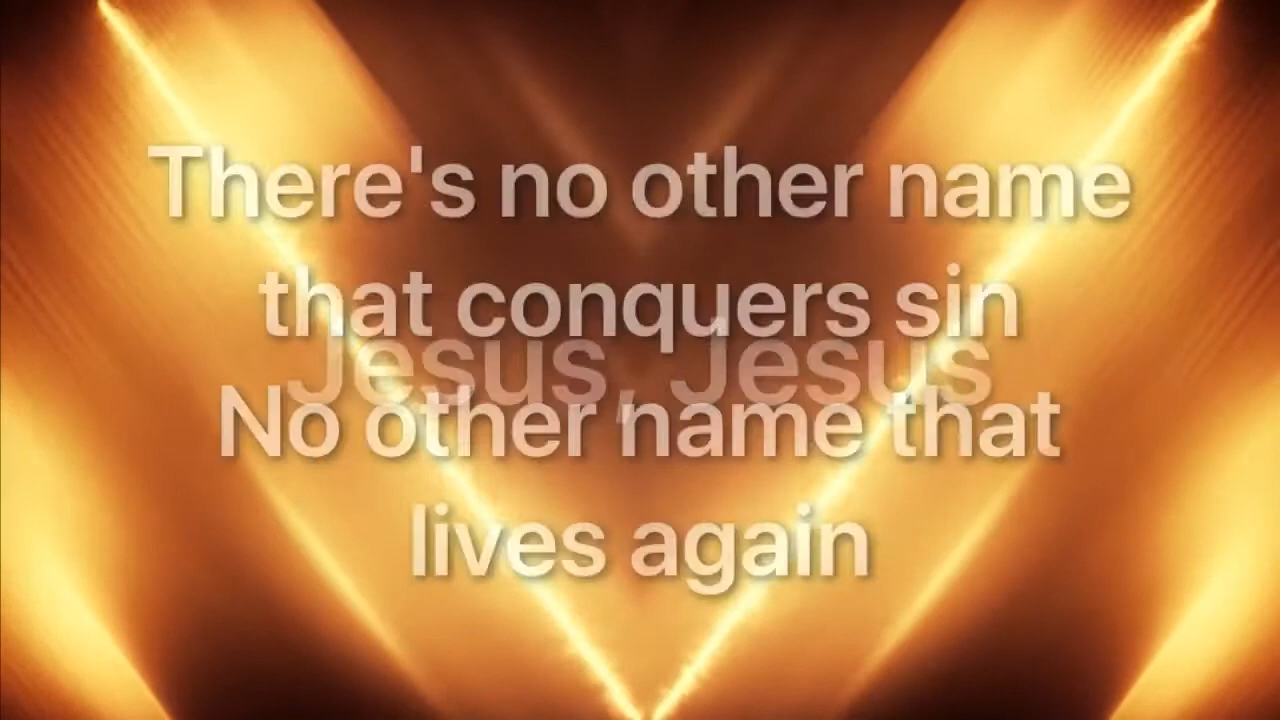 There's no other name
that conquers sin
Jesus, Jesus
No other name that
lives again